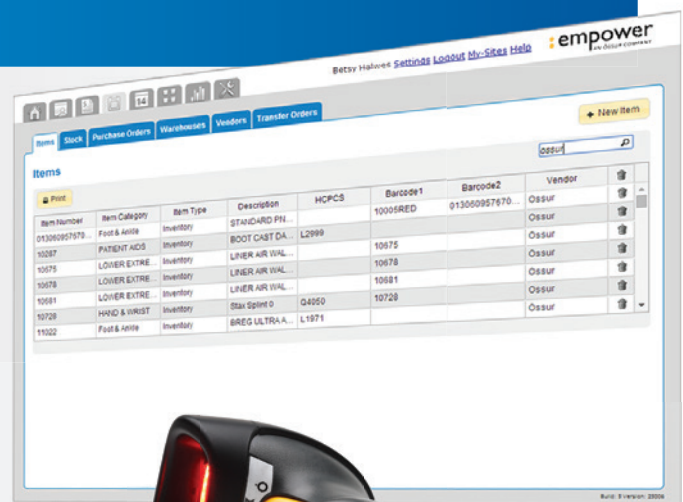 empower
AN ÖSSUR COMPANY
Betsy Halwes Settings Logout My-Sites Help
14
Items Stock Purchase Orders Warehouses Vendors Transfer Orders
+ New Item
Items
ossur
Print
Item Number Item Category Item Type Description HCPCS Barcode1 Barcode2 Vendor
013060957670... Foot & Ankle Inventory STANDARD PN... 10005RED 013060957670... Ossur
10287 PATIENT AIDS Inventory BOOT CAST DA... L2999 Ossur
10675 LOWER EXTRE... Inventory LINER AIR WAL... 10675 Ossur
10678 LOWER EXTRE... Inventory LINER AIR WAL... 10678 Ossur
10681 LOWER EXTRE... Inventory LINER AIR WAL... 10681 Ossur
10728 HAND & WRIST Inventory Stax Splint 0 Q4050 10728 Ossur
11022 Foot & Ankle Inventory BREG ULTRA A... L1971 Ossur